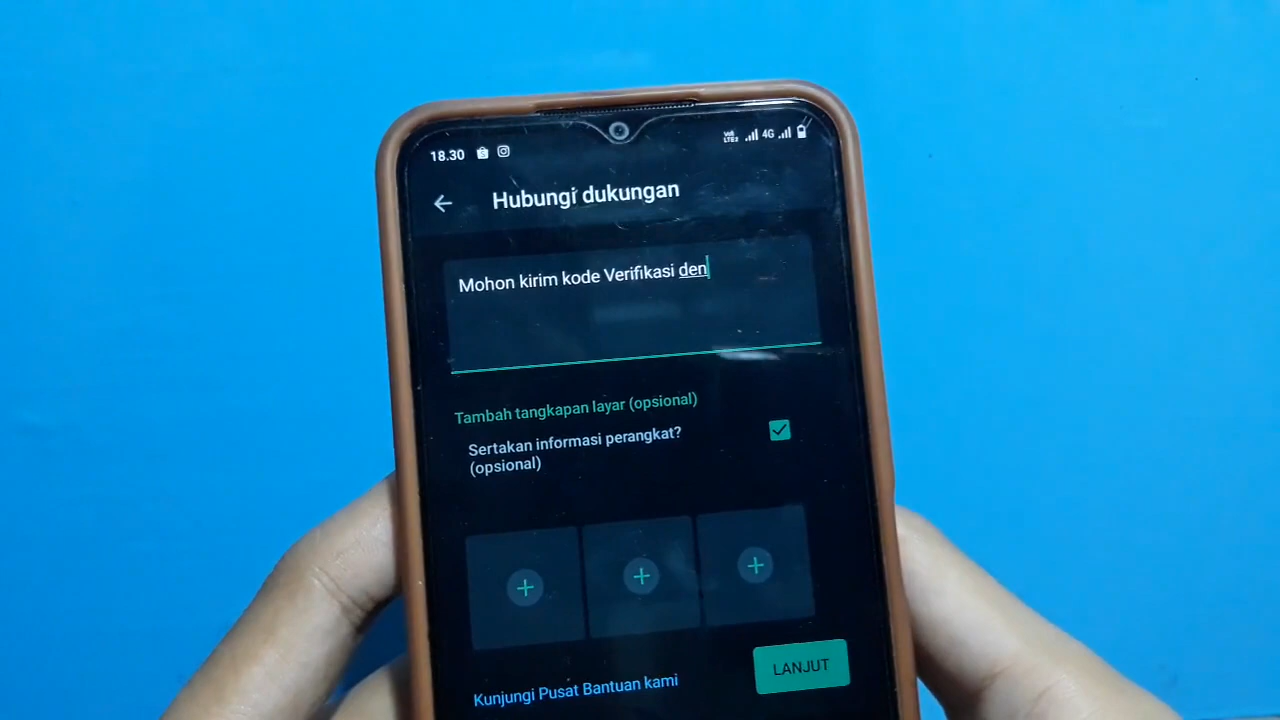 18.30 4G
Hubungi dukungan
Mohon kirim kode Verifikasi den
Tambah tangkapan layar (opsional)
Sertakan informasi perangkat?
(opsional)
LANJUT
Kunjungi Pusat Bantuan kami